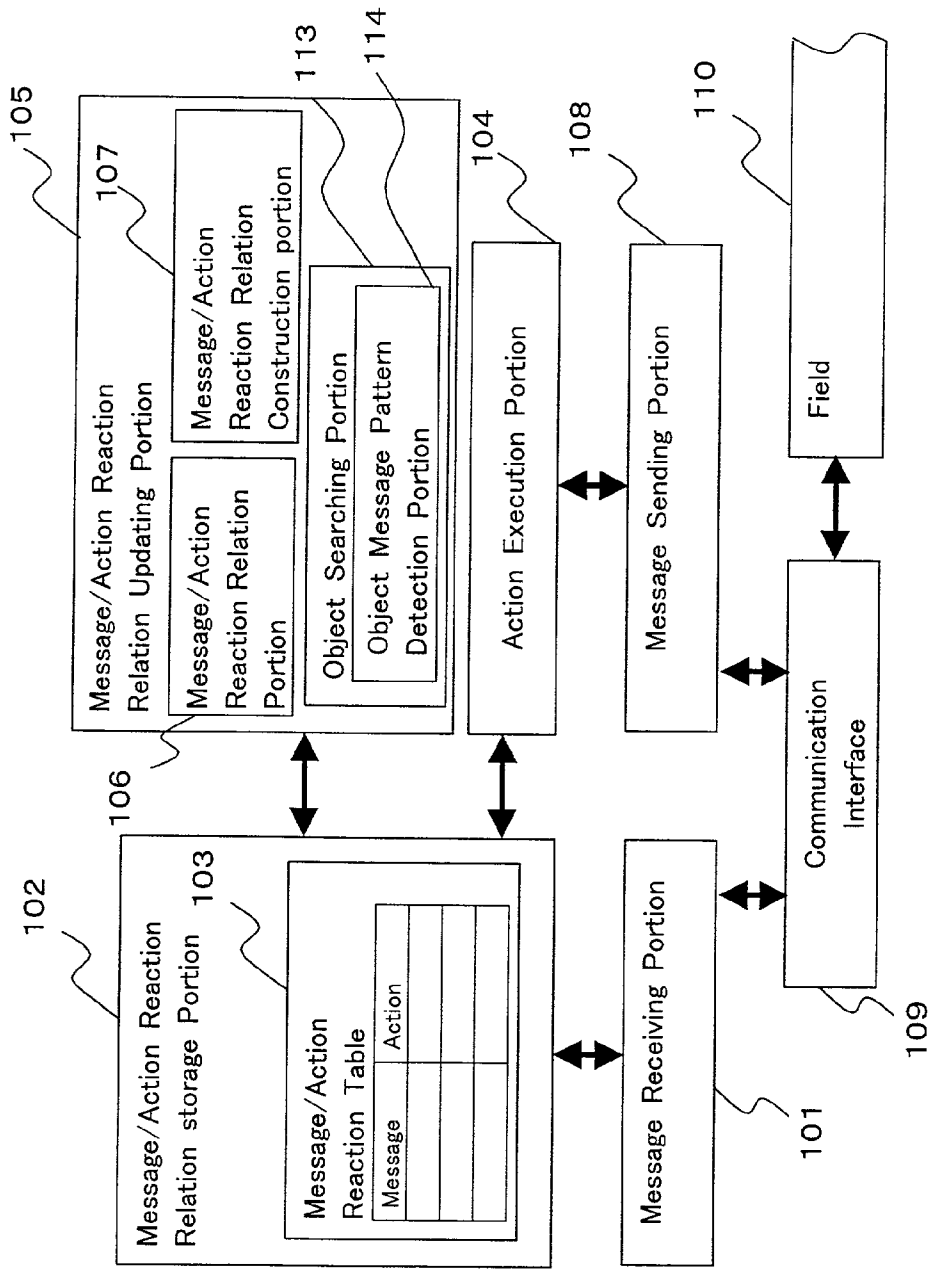 102
Message/Action Reaction
Relation storage Portion
103
Message/Action
Reaction Table
Message
Action
105
Message/Action Reaction
Relation Updating Portion
106
Message/Action
Reaction Relation
Portion
107
Message/Action
Reaction Relation
Construction portion
113
Object Searching Portion
114
Object Message Pattern
Detection Portion
104
Action Execution Portion
101
Message Receiving Portion
108
Message Sending Portion
109
Communication
Interface
110
Field